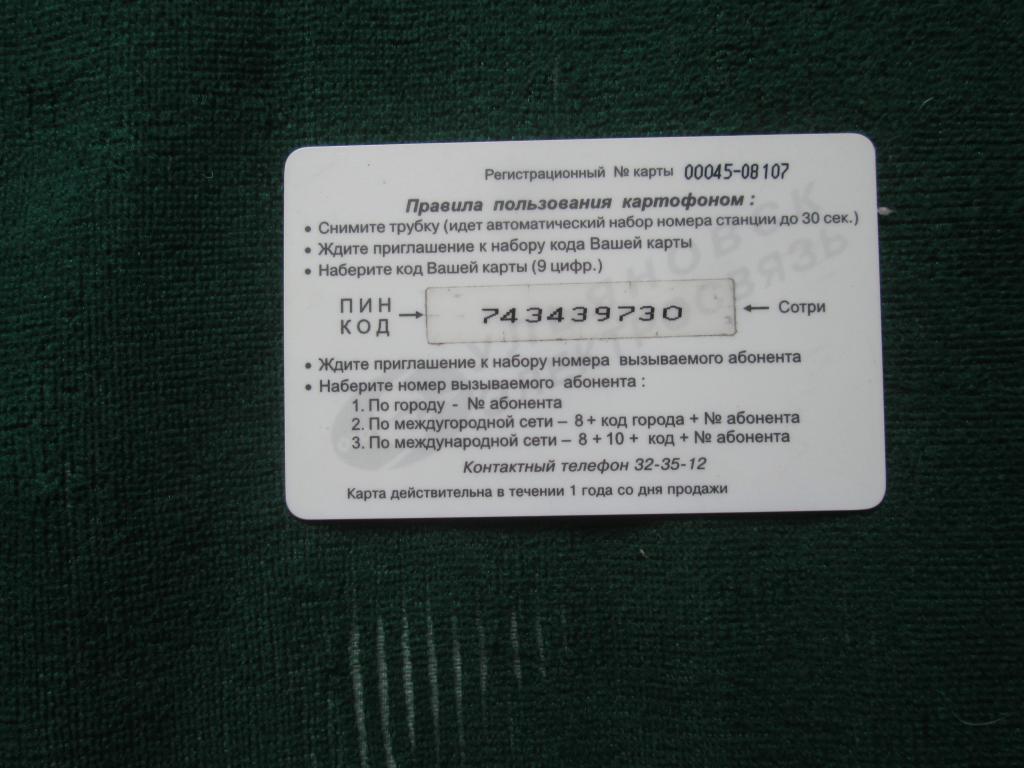 Регистрационный № карты 00045-08107
Правила пользования картофоном :
• Снимите трубку (идет автоматический набор номера станции до 30 сек.)
• Ждите приглашение к набору кода Вашей карты
• Наберите код Вашей карты (9 цифр.)
ПИН КОД → 743439730 ← Сотри
• Ждите приглашение к набору номера вызываемого абонента
• Наберите номер вызываемого абонента :
1. По городу - № абонента
2. По междугородной сети – 8 + код города + № абонента
3. По международной сети – 8 + 10 + код + № абонента
Контактный телефон 32-35-12
Карта действительна в течении 1 года со дня продажи
УЛЬЯНОВСК
ЭЛЕКТРОСВЯЗЬ